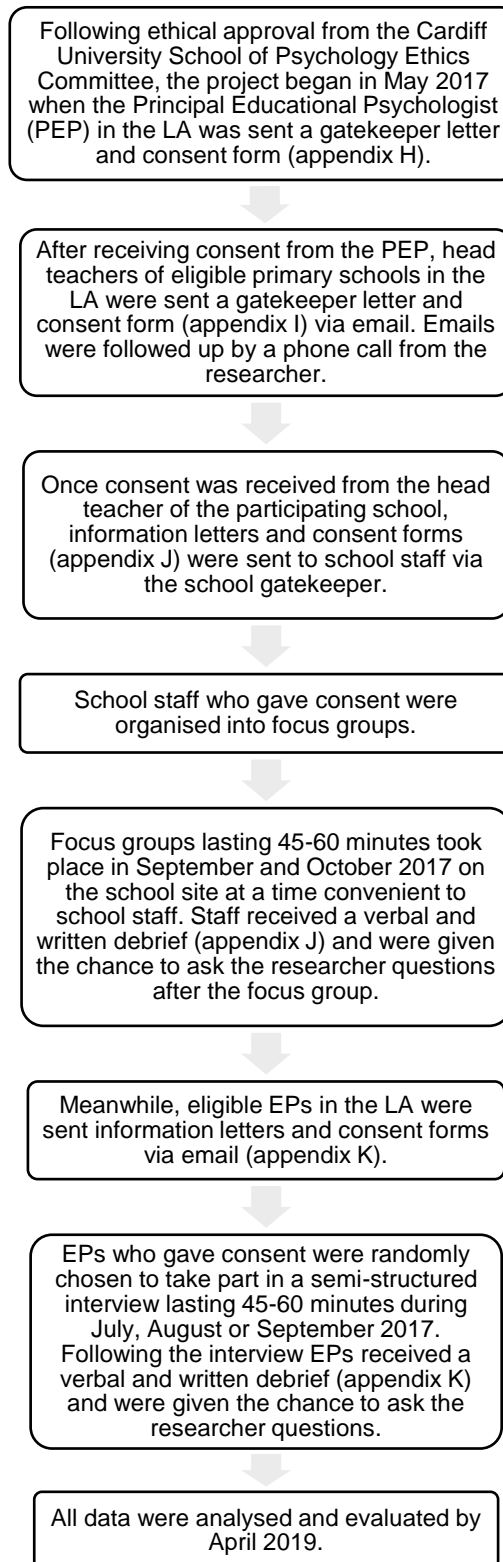 Following ethical approval from the Cardiff
University School of Psychology Ethics
Committee, the project began in May 2017
when the Principal Educational Psychologist
(PEP) in the LA was sent a gatekeeper letter
and consent form (appendix H).
After receiving consent from the PEP, head
teachers of eligible primary schools in the
LA were sent a gatekeeper letter and
consent form (appendix I) via email. Emails
were followed up by a phone call from the
researcher.
Once consent was received from the head
teacher of the participating school,
information letters and consent forms
(appendix J) were sent to school staff via
the school gatekeeper.
School staff who gave consent were
organised into focus groups.
Focus groups lasting 45-60 minutes took
place in September and October 2017 on
the school site at a time convenient to
school staff. Staff received a verbal and
written debrief (appendix J) and were given
the chance to ask the researcher questions
after the focus group.
Meanwhile, eligible EPs in the LA were
sent information letters and consent forms
via email (appendix K).
EPs who gave consent were randomly
chosen to take part in a semi-structured
interview lasting 45-60 minutes during
July, August or September 2017.
Following the interview EPs received a
verbal and written debrief (appendix K)
and were given the chance to ask the
researcher questions.
All data were analysed and evaluated by
April 2019.